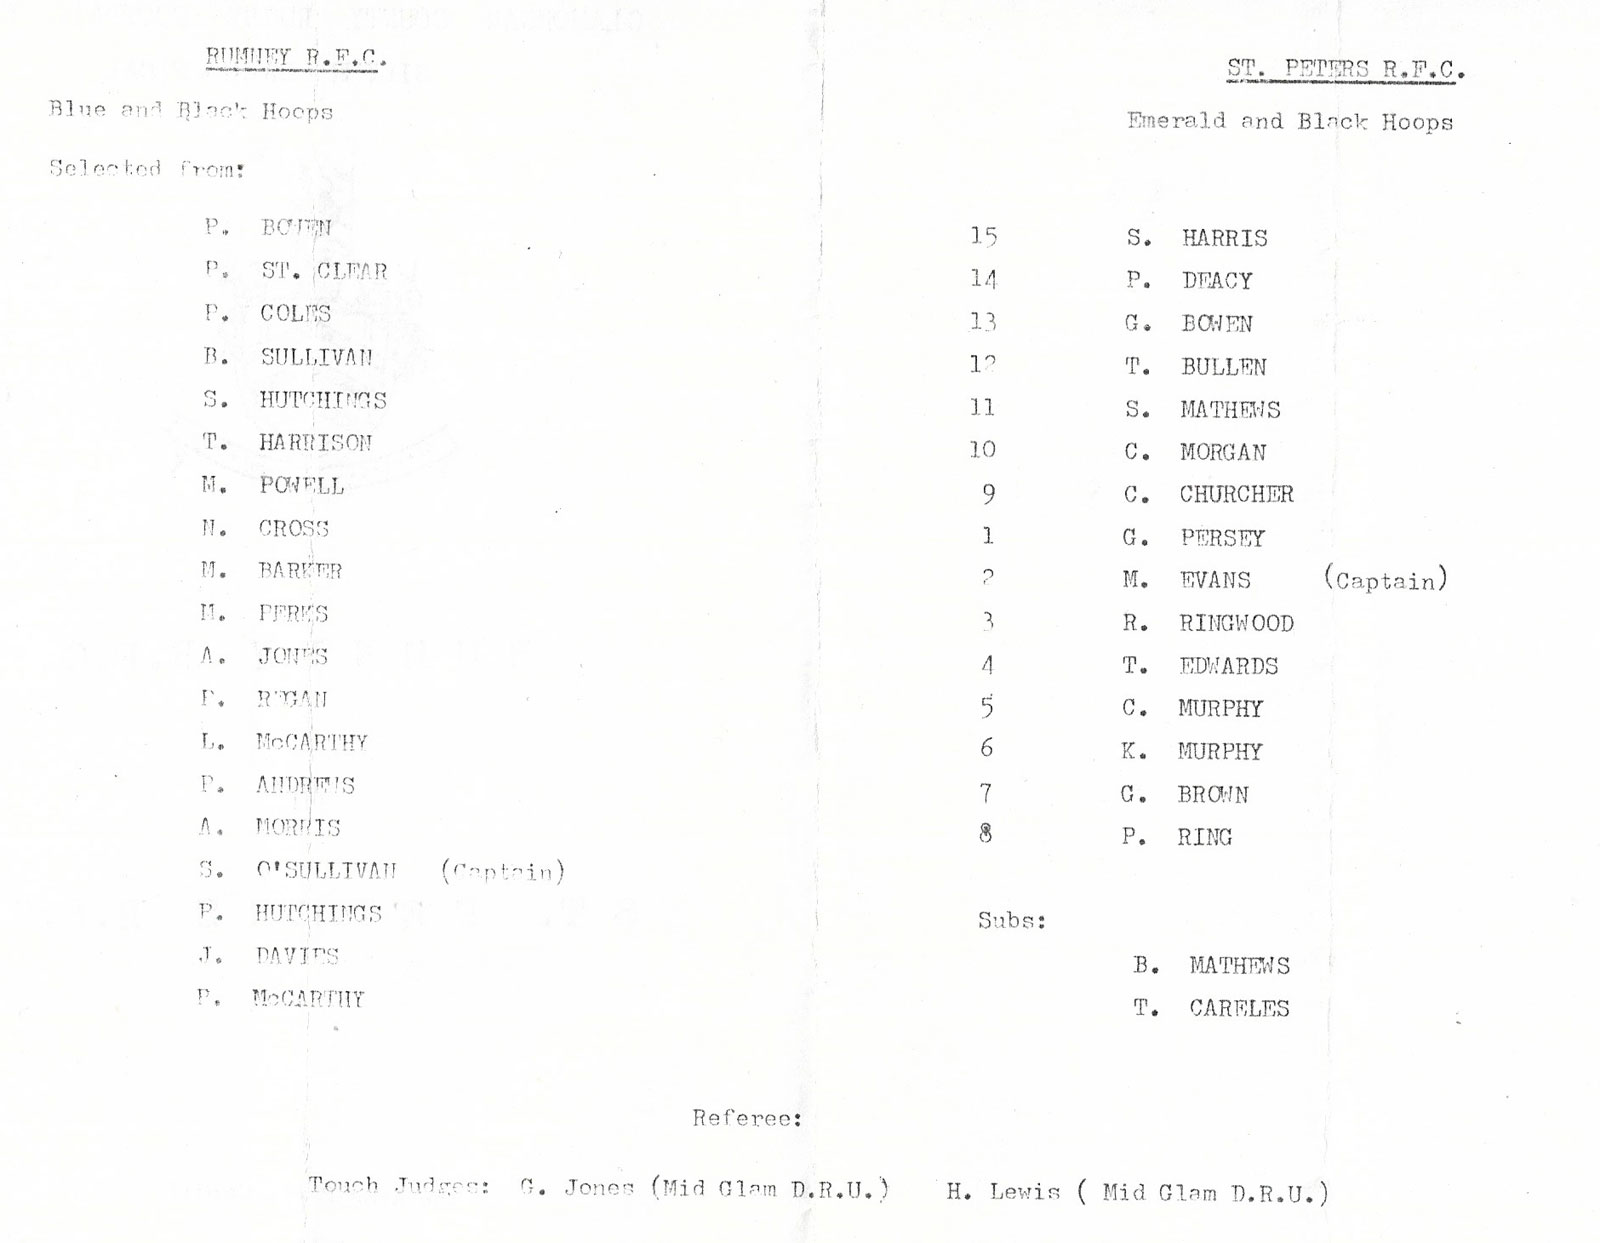 RUMNEY R.F.C.
Blue and Black Hoops
Selected from:
P. BOWEN
P. ST. CLEAR
P. COLES
B. SULLIVAN
S. HUTCHINGS
T. HARRISON
M. POWELL
N. CROSS
M. BARKER
M. PERKS
A. JONES
P. REGAN
L. McCARTHY
P. ANDREWS
A. MORRIS
S. O'SULLIVAN (Captain)
P. HUTCHINGS
J. DAVIES
P. McCARTHY
ST. PETERS R.F.C.
Emerald and Black Hoops
15 S. HARRIS
14 P. DEACY
13 G. BOWEN
12 T. BULLEN
11 S. MATHEWS
10 C. MORGAN
9 C. CHURCHER
1 G. PERSEY
2 M. EVANS (Captain)
3 R. RINGWOOD
4 T. EDWARDS
5 C. MURPHY
6 K. MURPHY
7 G. BROWN
8 P. RING
Subs:
B. MATHEWS
T. CARELES
Referee:
Touch Judges: G. Jones (Mid Glam D.R.U.) H. Lewis ( Mid Glam D.R.U.)